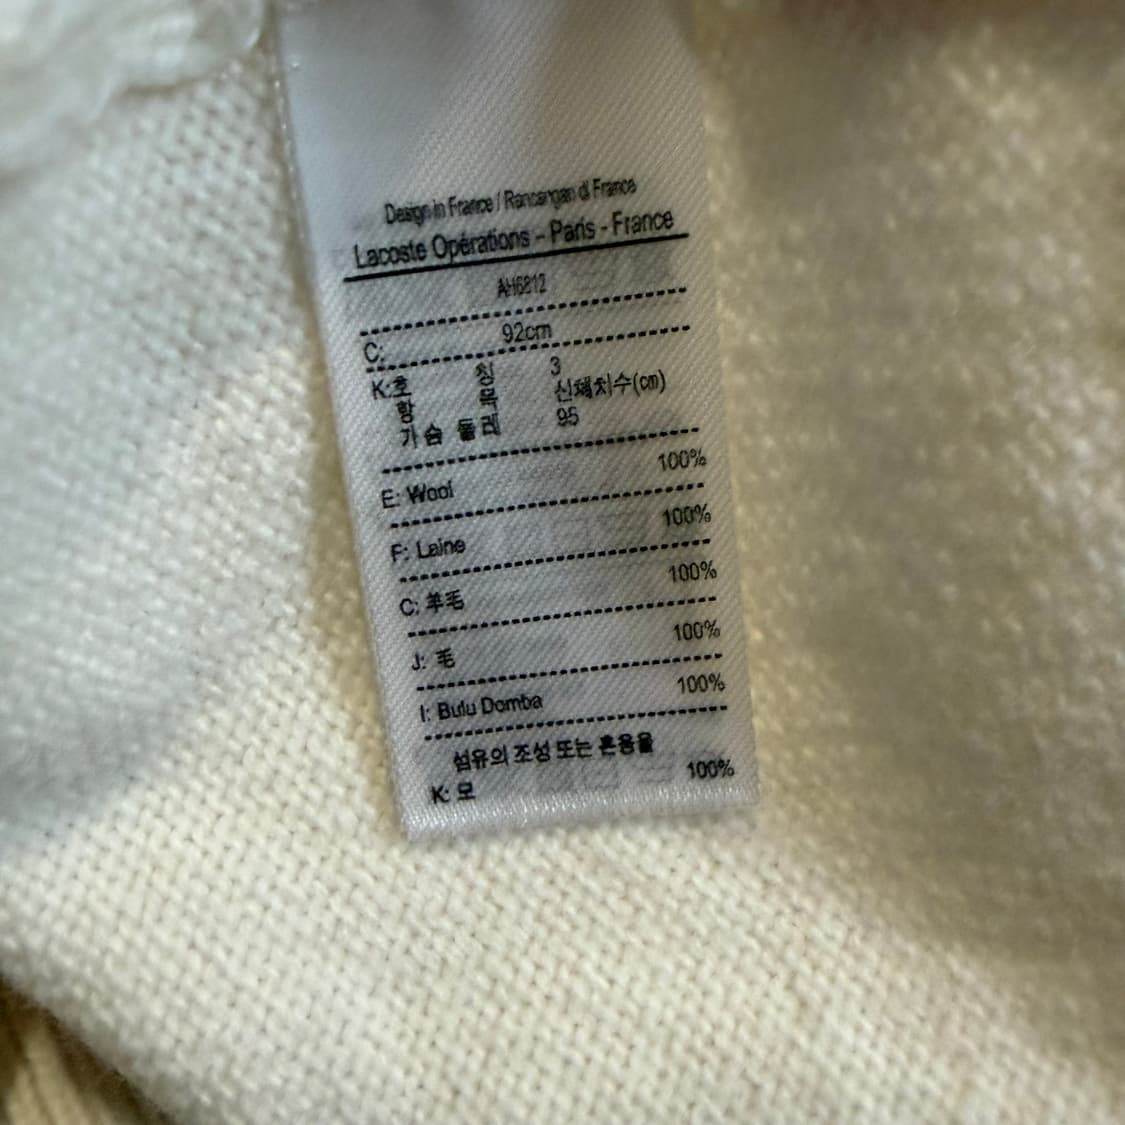 Design in France / Rancangan di France
Lacoste Opérations - Paris - France
AH6812
C: 92cm
K:호 칭 3
항 목 신체치수(cm)
가슴 둘레 95
E: Wool 100%
F: Laine 100%
C: 羊毛 100%
J: 毛 100%
I: Bulu Domba 100%
섬유의 조성 또는 혼용율
K: 모 100%